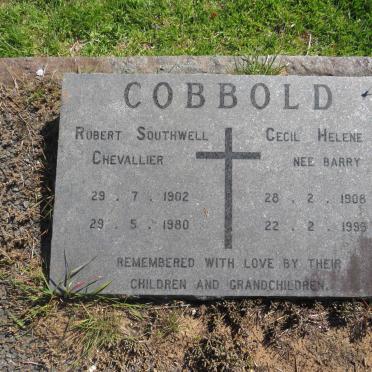 COBBOLD
ROBERT SOUTHWELL CHEVALLIER
29 . 7 . 1902
29 . 5 . 1980
CECIL HELENE
NEE BARRY
28 . 2 . 1908
22 . 2 . 1995
REMEMBERED WITH LOVE BY THEIR
CHILDREN AND GRANDCHILDREN.